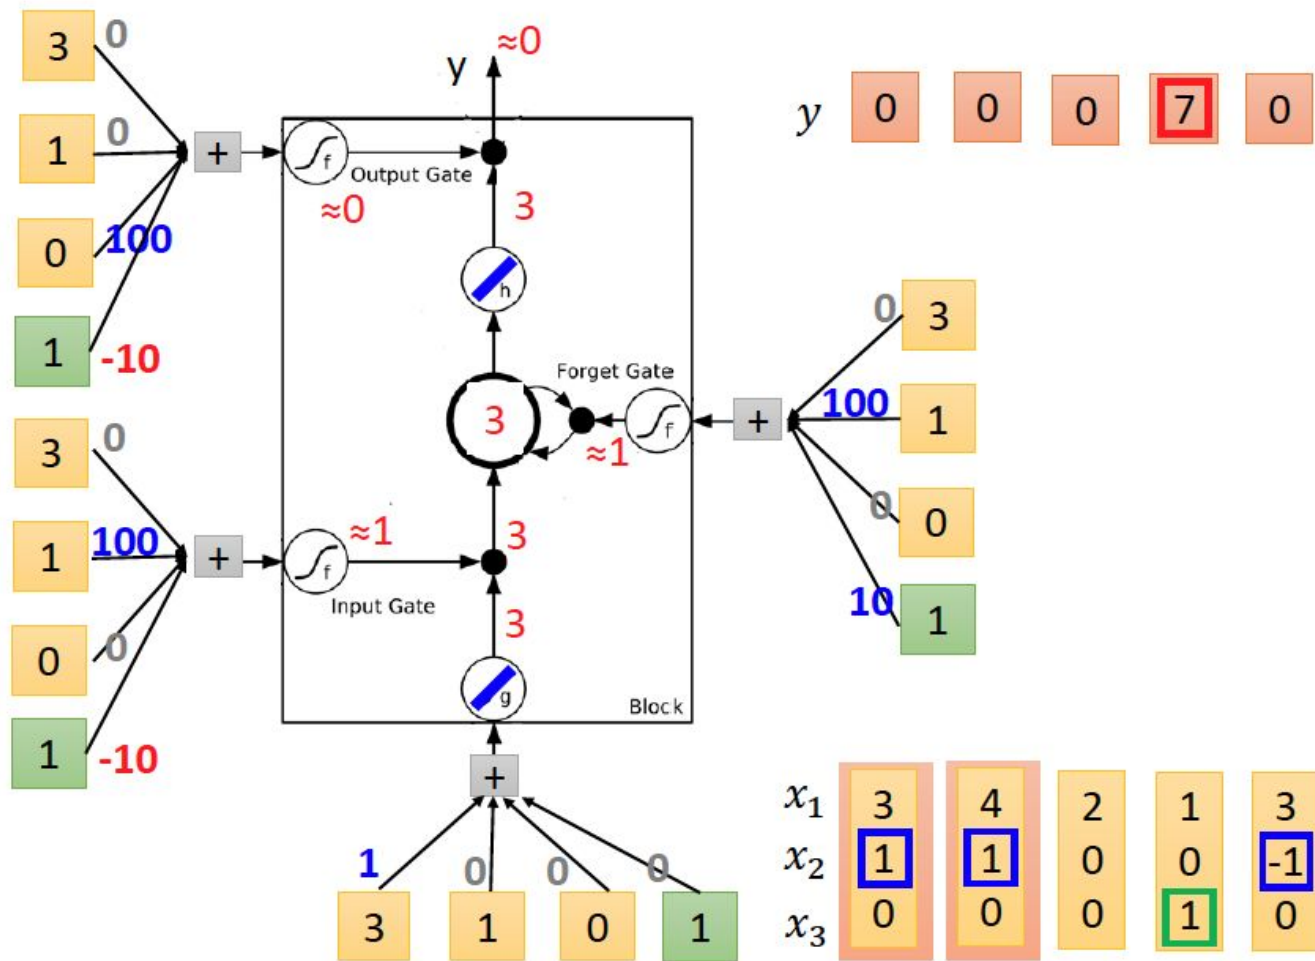 3 0
1 0
0 100
1 -10
y ≈0
f Output Gate
≈0
3
h
y 0 0 0 7 0
3 0
1 100
0 0
1 -10
≈1
f
Input Gate
3
Forget Gate
f
≈1
3
3
g
Block
0 3
100 1
0 0
10 1
+
+
+
+
1 0 0 0
3 1 0 1
x1 3 4 2 1 3
x2 1 1 0 0 -1
x3 0 0 0 1 0